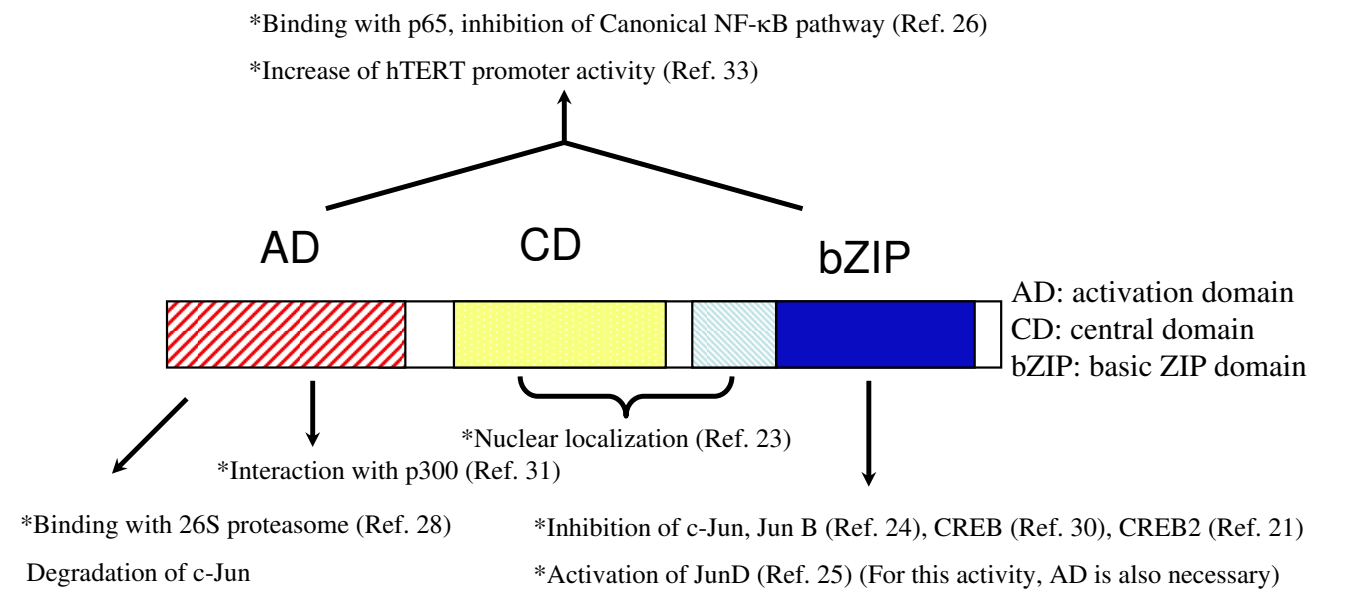 *Binding with p65, inhibition of Canonical NF-κB pathway (Ref. 26)
*Increase of hTERT promoter activity (Ref. 33)
AD
CD
bZIP
AD: activation domain
CD: central domain
bZIP: basic ZIP domain
*Nuclear localization (Ref. 23)
*Interaction with p300 (Ref. 31)
*Binding with 26S proteasome (Ref. 28)
Degradation of c-Jun
*Inhibition of c-Jun, Jun B (Ref. 24), CREB (Ref. 30), CREB2 (Ref. 21)
*Activation of JunD (Ref. 25) (For this activity, AD is also necessary)